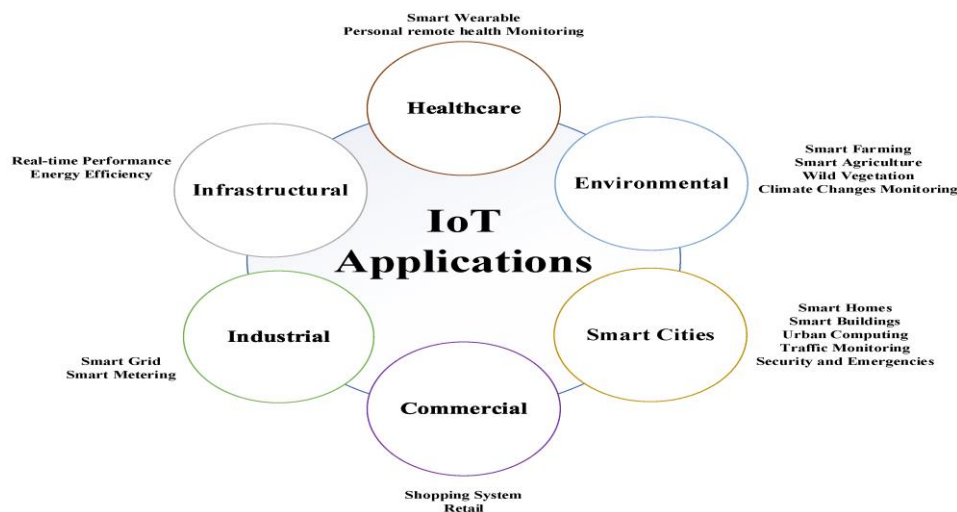 Smart Wearable
Personal remote health Monitoring
Healthcare
Real-time Performance
Energy Efficiency
Infrastructural
Environmental
Smart Farming
Smart Agriculture
Wild Vegetation
Climate Changes Monitoring
IoT
Applications
Industrial
Smart Grid
Smart Metering
Smart Cities
Smart Homes
Smart Buildings
Urban Computing
Traffic Monitoring
Security and Emergencies
Commercial
Shopping System
Retail